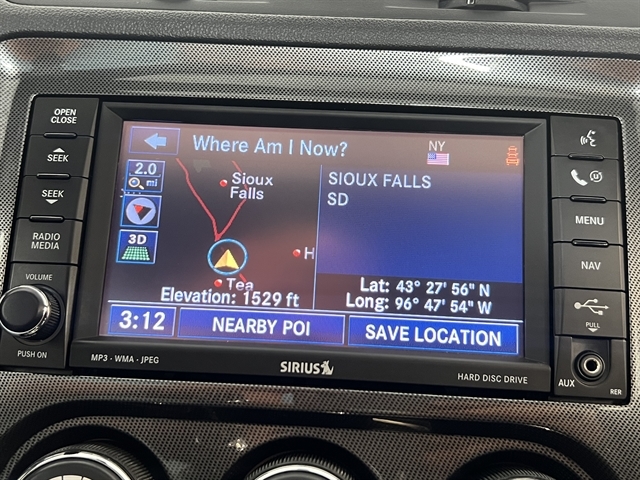 OPEN
CLOSE
SEEK
SEEK
RADIO
MEDIA
VOLUME
PUSH ON
Where Am I Now?
NY
2.0
mi
3D
Sioux
Falls
H
Tea
Elevation: 1529 ft
SIOUX FALLS
SD
Lat: 43° 27' 56" N
Long: 96° 47' 54" W
3:12
NEARBY POI
SAVE LOCATION
MP3 · WMA · JPEG
SIRIUS
HARD DISC DRIVE
MENU
NAV
PULL
AUX
RER